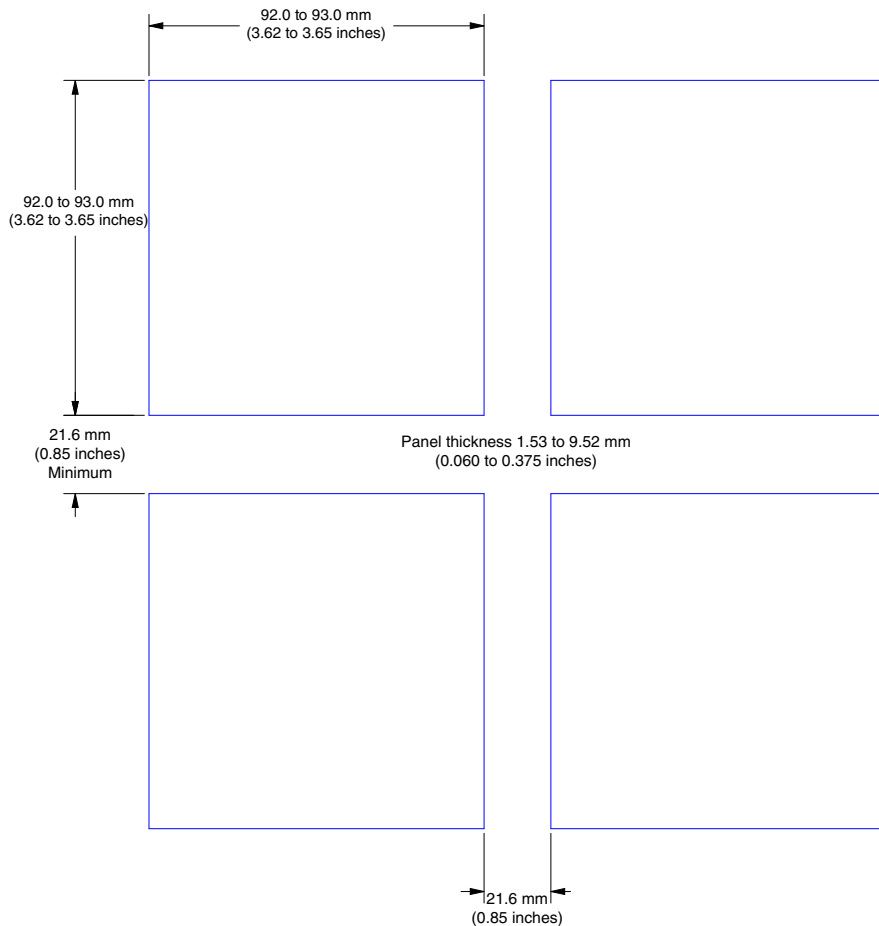 92.0 to 93.0 mm
(3.62 to 3.65 inches)
92.0 to 93.0 mm
(3.62 to 3.65 inches)
21.6 mm
(0.85 inches)
Minimum
Panel thickness 1.53 to 9.52 mm
(0.060 to 0.375 inches)
21.6 mm
(0.85 inches)